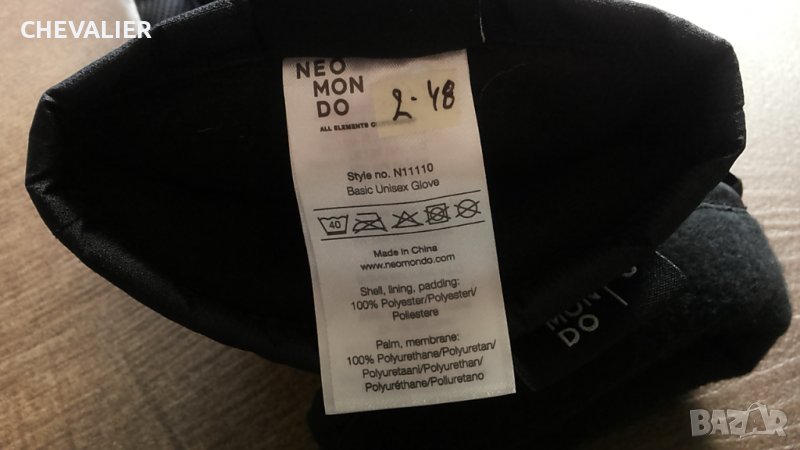 CHEVALIER
NEO
MON
DO
2-48
ALL ELEMENTS
Style no. N11110
Basic Unisex Glove
40
Made in China
www.neomondo.com
Shell, lining, padding:
100% Polyester/Polyesteri/
Poliestere
Palm, membrane:
100% Polyurethane/Polyuretan/
Polyuretaani/Polyurethan/
Polyuréthane/Poliuretano
MON
DO
BAZAR